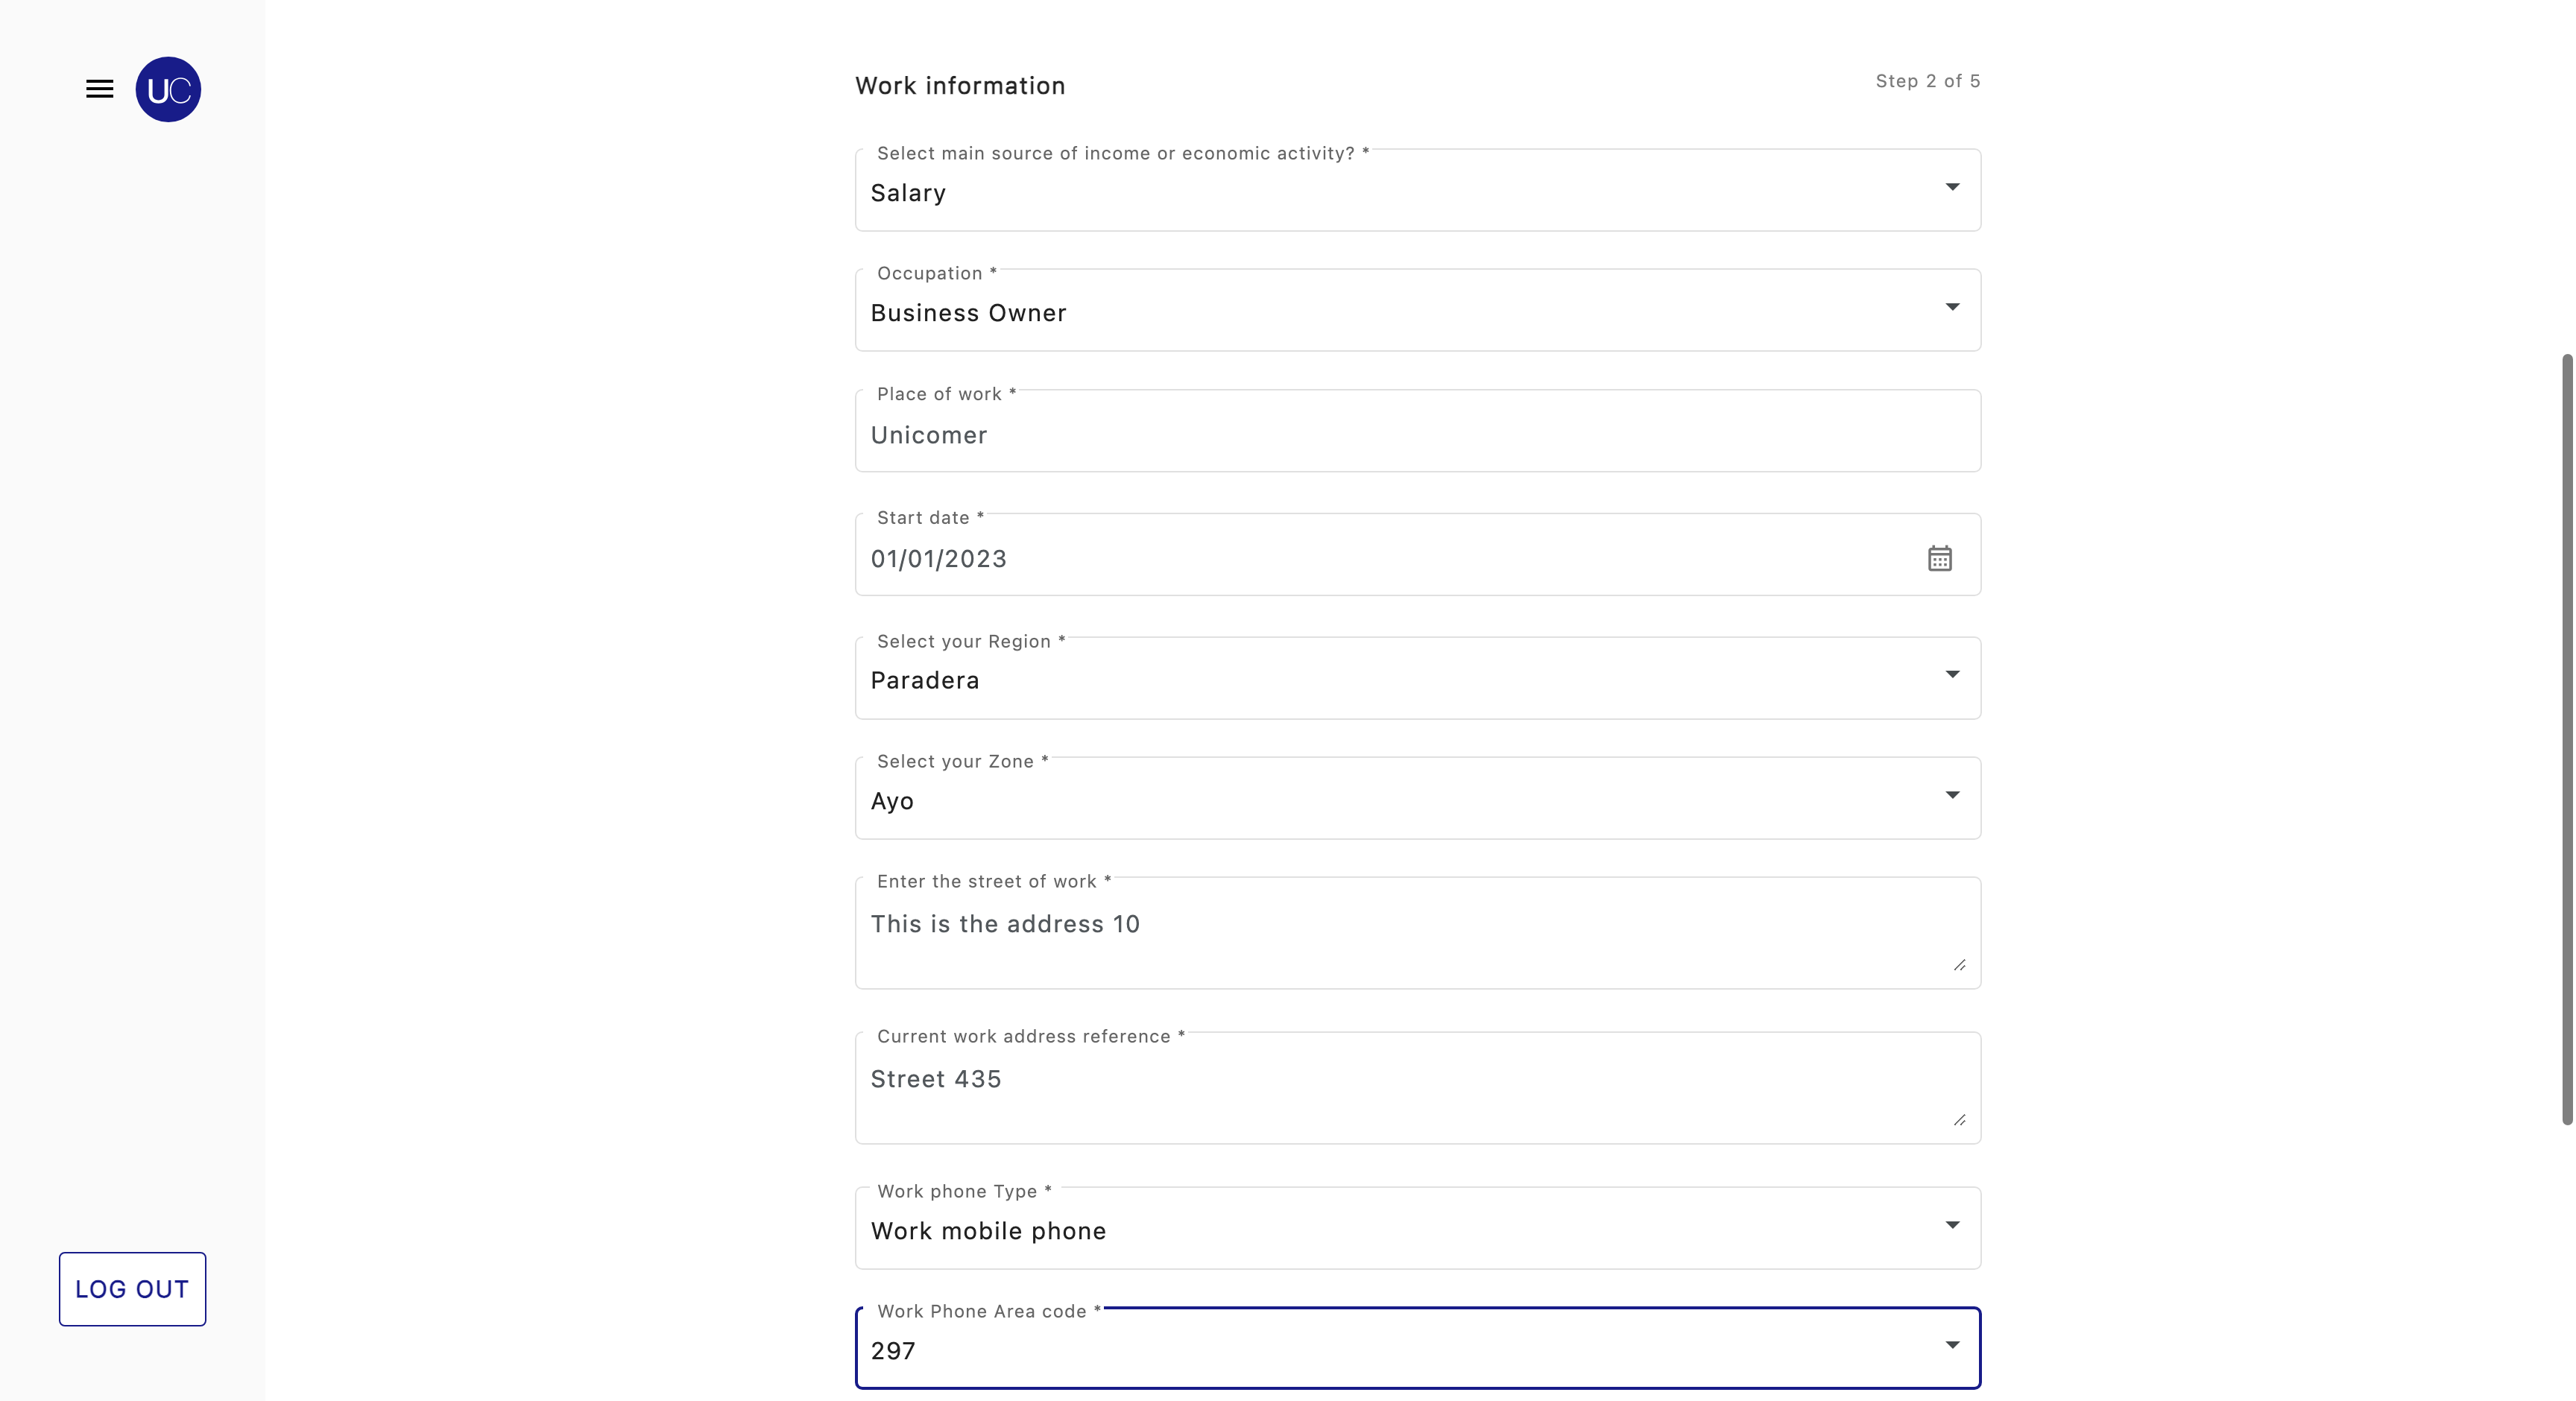 UC
Work information
Step 2 of 5
Select main source of income or economic activity? *
Salary
Occupation *
Business Owner
Place of work *
Unicomer
Start date *
01/01/2023
Select your Region *
Paradera
Select your Zone *
Ayo
Enter the street of work *
This is the address 10
Current work address reference *
Street 435
Work phone Type *
Work mobile phone
Work Phone Area code *
297
LOG OUT